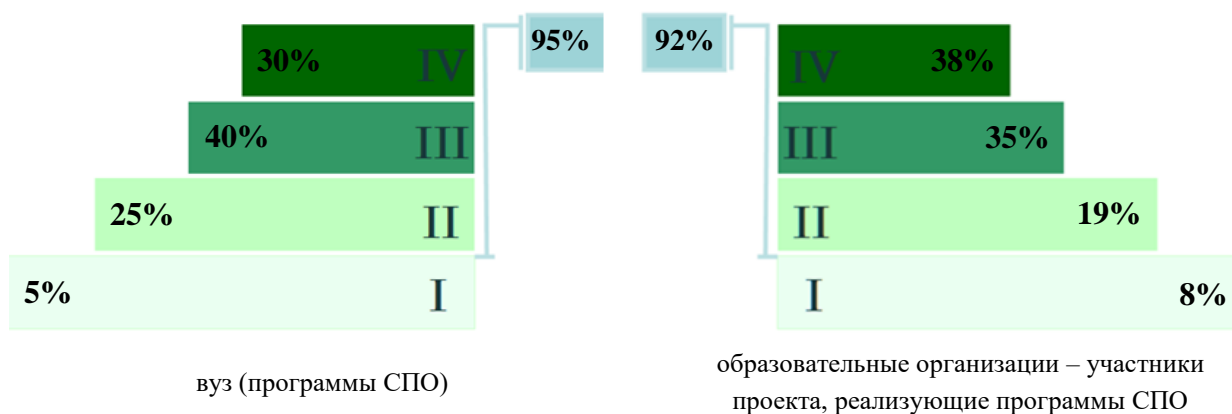 95% 92%
30% IV IV 38%
40% III III 35%
25% II II 19%
5% I I 8%
вуз (программы СПО)
образовательные организации – участники
проекта, реализующие программы СПО